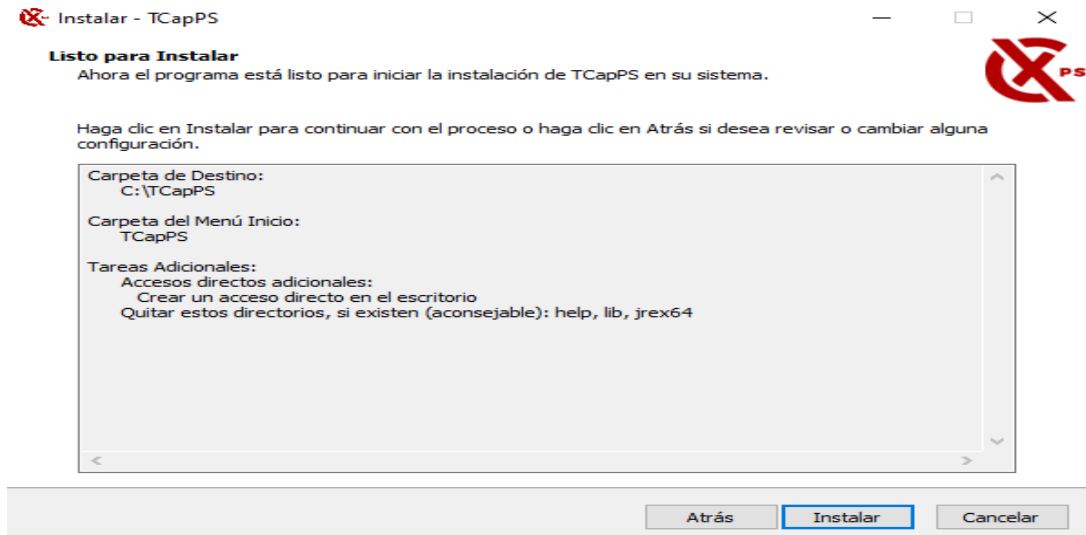 Instalar - TCapPS
Listo para Instalar
Ahora el programa está listo para iniciar la instalación de TCapPS en su sistema.
PS
Haga clic en Instalar para continuar con el proceso o haga clic en Atrás si desea revisar o cambiar alguna
configuración.
Carpeta de Destino:
C:\TCapPS
Carpeta del Menú Inicio:
TCapPS
Tareas Adicionales:
Accesos directos adicionales:
Crear un acceso directo en el escritorio
Quitar estos directorios, si existen (aconsejable): help, lib, jrex64
Atrás
Instalar
Cancelar